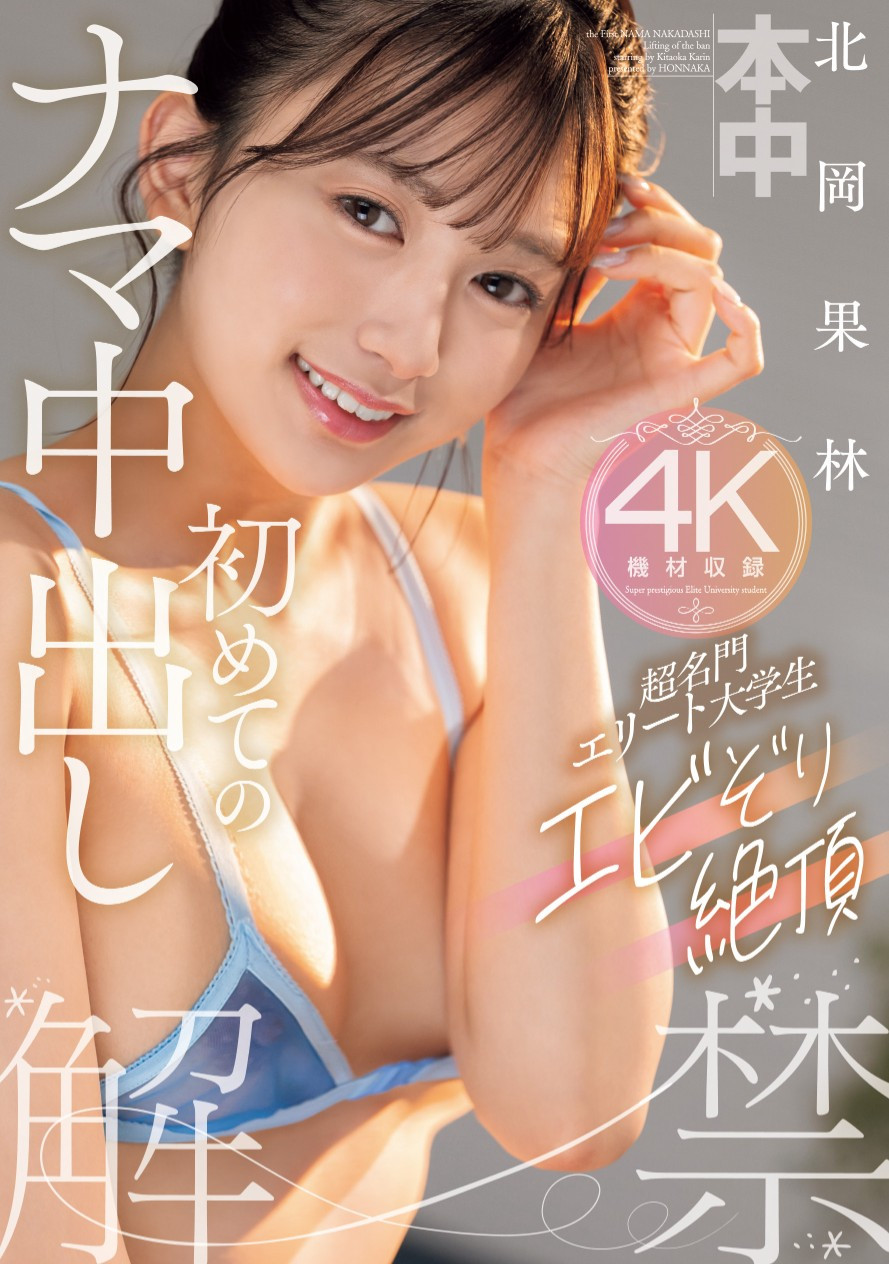 the First NAMA NAKADASHI
Lifting of the ban
starring by Kitaoka Karin
presented by HONNAKA
本中
北岡果林
ナマ中出し
初めての
4K
機材収録
Super prestigious Elite University student
超名門
エリート大学生
エビぞり
絶頂
解禁